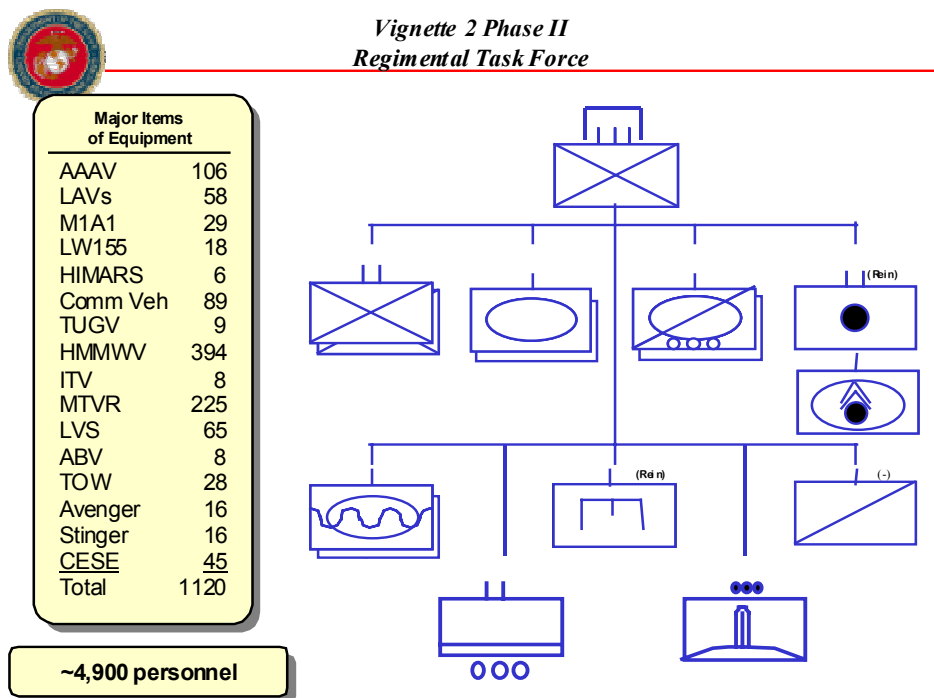 Vignette 2 Phase II
Regimental Task Force
Major Items
of Equipment
AAAV 106
LAVs 58
M1A1 29
LW155 18
HIMARS 6
Comm Veh 89
TUGV 9
HMMWV 394
ITV 8
MTVR 225
LVS 65
ABV 8
TOW 28
Avenger 16
Stinger 16
CESE 45
Total 1120
~4,900 personnel
(Rein)
(Rein)
(-)